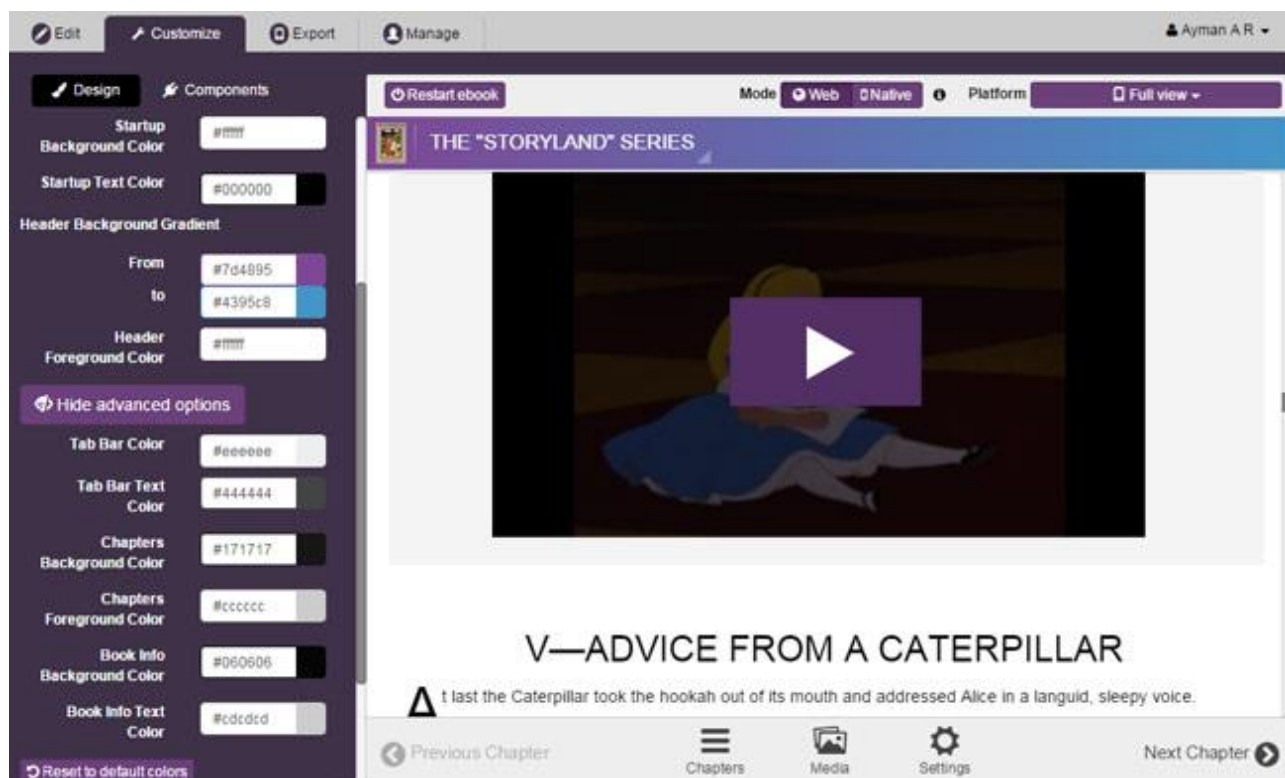 Edit
Customize
Export
Manage
Ayman A R
Design
Components
Startup
Background Color
#ffffff
Startup Text Color
#000000
Header Background Gradient
From
#7d4895
to
#4395c8
Header
Foreground Color
#ffffff
Hide advanced options
Tab Bar Color
#eeeeee
Tab Bar Text
Color
#444444
Chapters
Background Color
#171717
Chapters
Foreground Color
#cccccc
Book Info
Background Color
#060606
Book Info Text
Color
#cdcdcd
Reset to default colors
Restart ebook
Mode
Web
Native
Platform
Full view
THE "STORYLAND" SERIES
V—ADVICE FROM A CATERPILLAR
At last the Caterpillar took the hookah out of its mouth and addressed Alice in a languid, sleepy voice.
Previous Chapter
Chapters
Media
Settings
Next Chapter